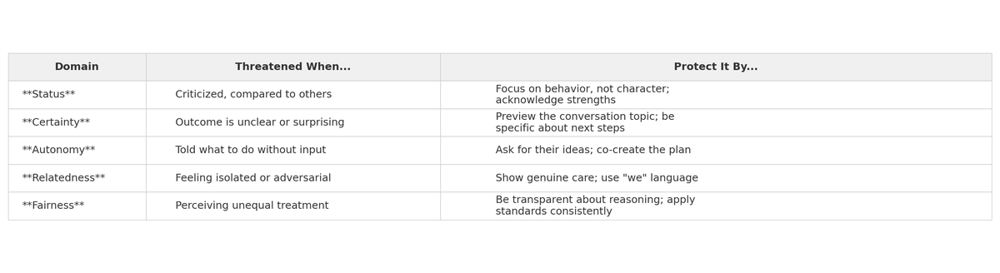 Domain Threatened When... Protect It By...
**Status** Criticized, compared to others Focus on behavior, not character;
acknowledge strengths
**Certainty** Outcome is unclear or surprising Preview the conversation topic; be
specific about next steps
**Autonomy** Told what to do without input Ask for their ideas; co-create the plan
**Relatedness** Feeling isolated or adversarial Show genuine care; use "we" language
**Fairness** Perceiving unequal treatment Be transparent about reasoning; apply
standards consistently